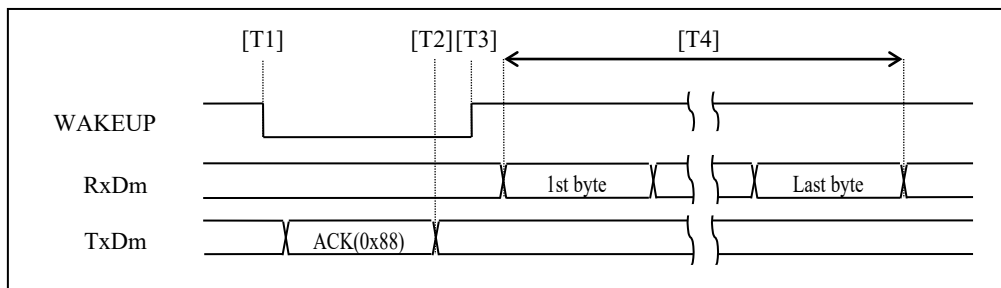 [T1] [T2] [T3] [T4]
WAKEUP
RxDm 1st byte Last byte
TxDm ACK(0x88)